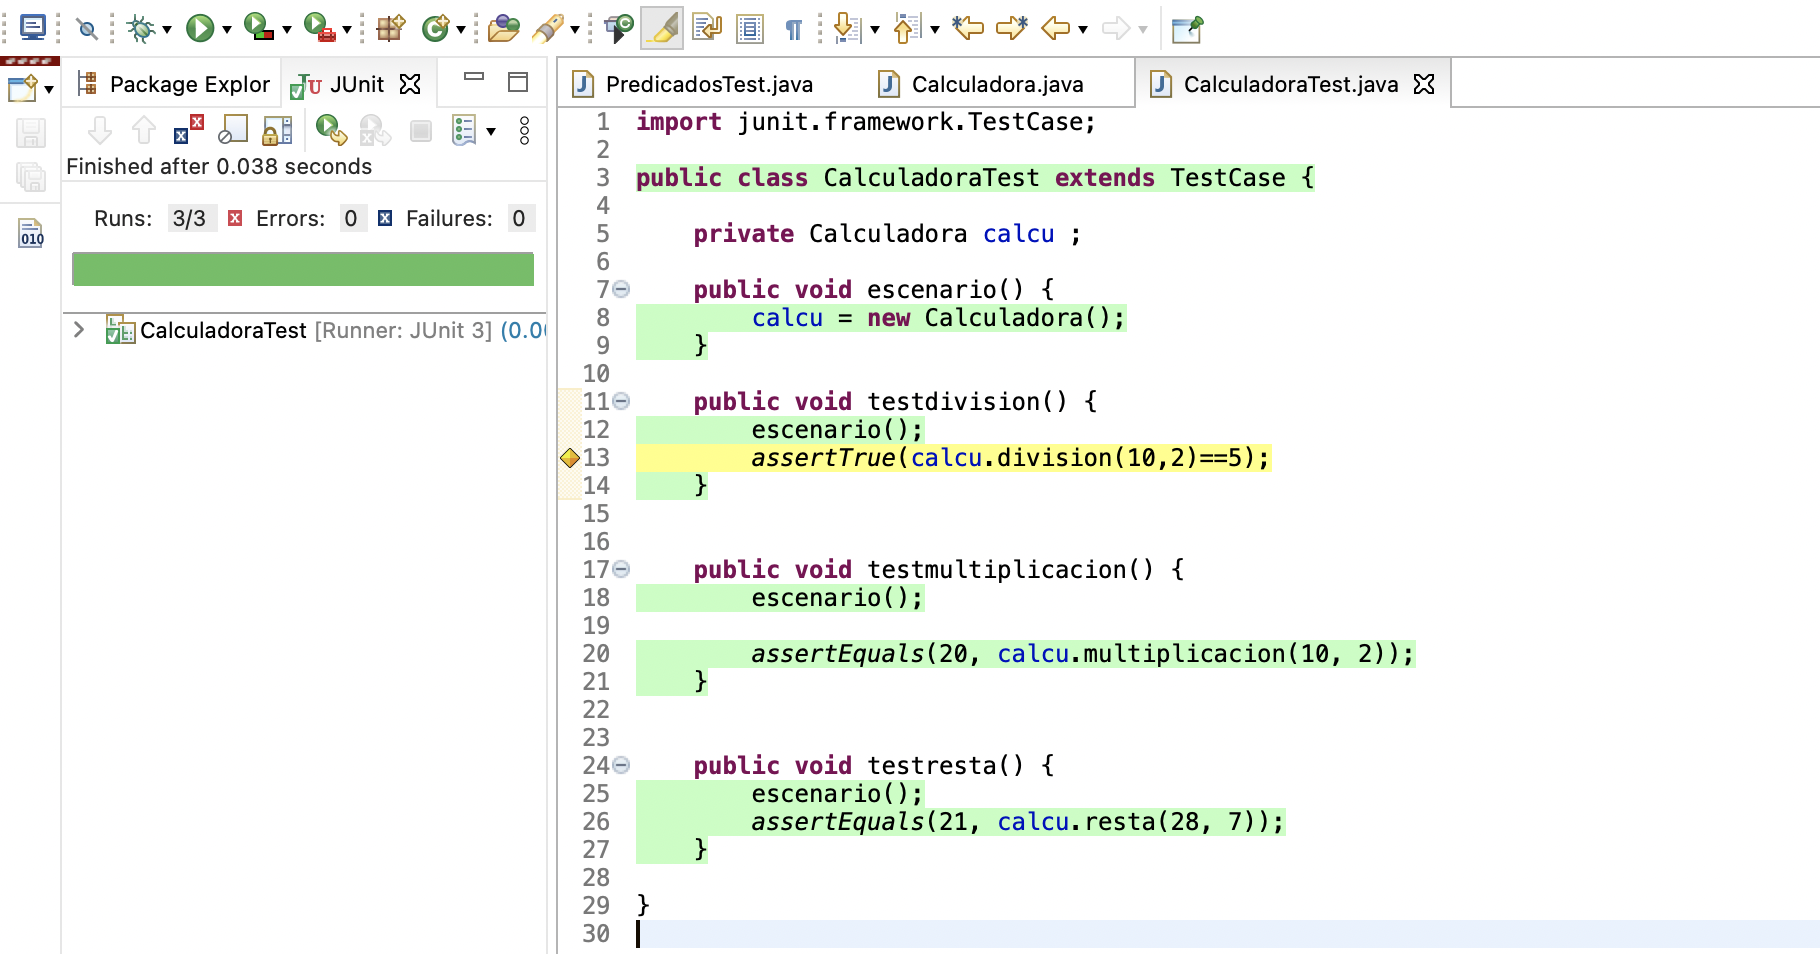 Package Explor
JUnit
Finished after 0.038 seconds
Runs: 3/3 Errors: 0 Failures: 0
CalculadoraTest [Runner: JUnit 3] (0.0
010
PredicadosTest.java
Calculadora.java
CalculadoraTest.java
1 import junit.framework.TestCase;
2
3 public class CalculadoraTest extends TestCase {
4
5 private Calculadora calcu ;
6
7 public void escenario() {
8 calcu = new Calculadora();
9 }
10
11 public void testdivision() {
12 escenario();
13 assertTrue(calcu.division(10,2)==5);
14 }
15
16
17 public void testmultiplicacion() {
18 escenario();
19
20 assertEquals(20, calcu.multiplicacion(10, 2));
21 }
22
23
24 public void testresta() {
25 escenario();
26 assertEquals(21, calcu.resta(28, 7));
27 }
28
29 }
30